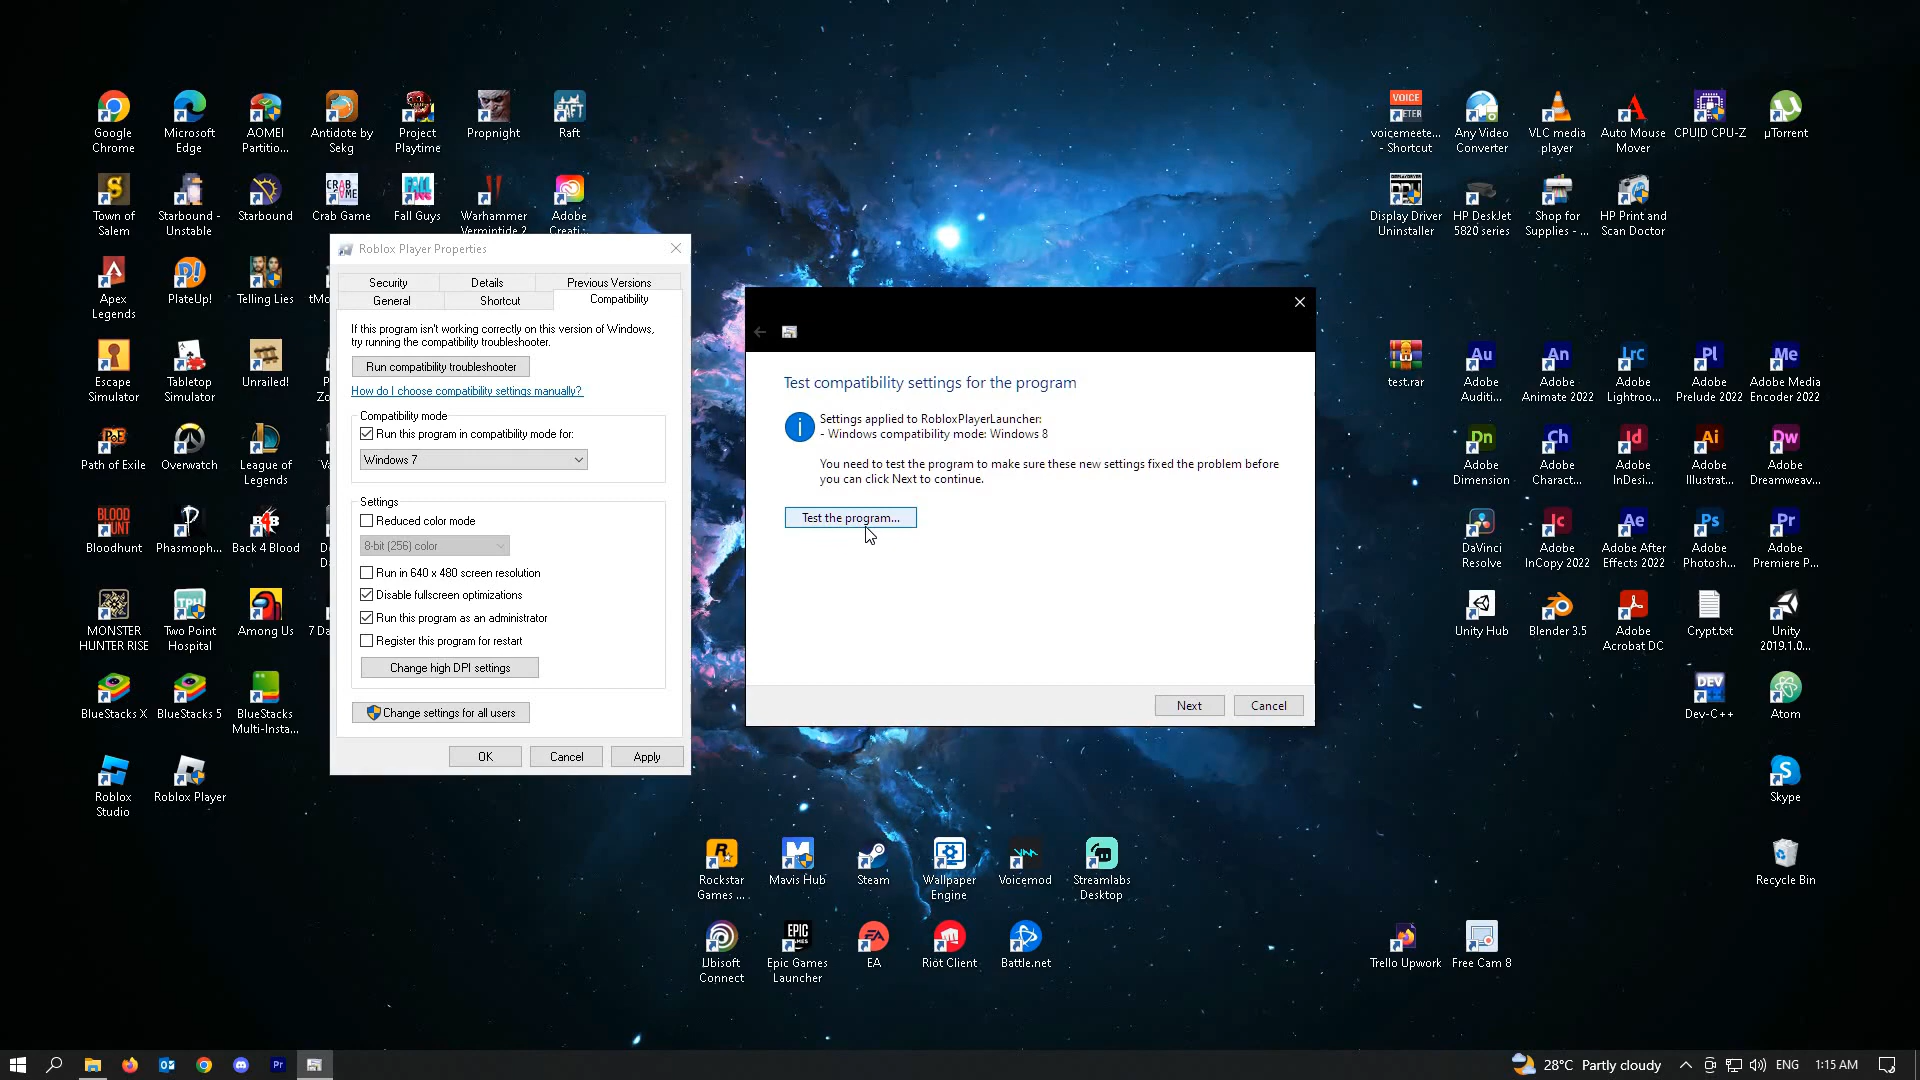 Google
Chrome
Microsoft
Edge
AOMEI
Partitio...
Antidote by
Sekg
Project
Playtime
Propnight
Raft
Town of
Salem
Starbound -
Unstable
Starbound
Crab Game
Fall Guys
Warhammer
Vermintide 2
Adobe
Creati...
Apex
Legends
PlateUp!
Telling Lies
Escape
Simulator
Tabletop
Simulator
Unrailed!
Path of Exile
Overwatch
League of
Legends
Bloodhunt
Phasmoph...
Back 4 Blood
MONSTER
HUNTER RISE
Two Point
Hospital
Among Us
7 Da
BlueStacks X
BlueStacks 5
BlueStacks
Multi-Insta...
Roblox
Studio
Roblox Player
Roblox Player Properties
Security
Details
Previous Versions
General
Shortcut
Compatibility
If this program isn't working correctly on this version of Windows,
try running the compatibility troubleshooter.
Run compatibility troubleshooter
How do I choose compatibility settings manually?
Compatibility mode
Run this program in compatibility mode for:
Windows 7
Settings
Reduced color mode
8-bit (256) color
Run in 640 x 480 screen resolution
Disable fullscreen optimizations
Run this program as an administrator
Register this program for restart
Change high DPI settings
Change settings for all users
OK
Cancel
Apply
Test compatibility settings for the program
Settings applied to RobloxPlayerLauncher:
- Windows compatibility mode: Windows 8
You need to test the program to make sure these new settings fixed the problem before
you can click Next to continue.
Test the program...
Next
Cancel
voicemeete...
- Shortcut
Any Video
Converter
VLC media
player
Auto Mouse
Mover
CPUID CPU-Z
µTorrent
Display Driver
Uninstaller
HP DeskJet
5820 series
Shop for
Supplies - ...
HP Print and
Scan Doctor
test.rar
Adobe
Auditi...
Adobe
Animate 2022
Adobe
Lightroo...
Adobe
Prelude 2022
Adobe Media
Encoder 2022
Adobe
Dimension
Adobe
Charact...
Adobe
InDesi...
Adobe
Illustrat...
Adobe
Dreamweav...
DaVinci
Resolve
Adobe
InCopy 2022
Adobe After
Effects 2022
Adobe
Photosh...
Adobe
Premiere P...
Unity Hub
Blender 3.5
Adobe
Acrobat DC
Crypt.txt
Unity
2019.1.0...
Dev-C++
Atom
Skype
Recycle Bin
Rockstar
Games ...
Mavis Hub
Steam
Wallpaper
Engine
Voicemod
Streamlabs
Desktop
Ubisoft
Connect
Epic Games
Launcher
EA
Riot Client
Battle.net
Trello Upwork
Free Cam 8
28°C Partly cloudy
ENG
1:15 AM